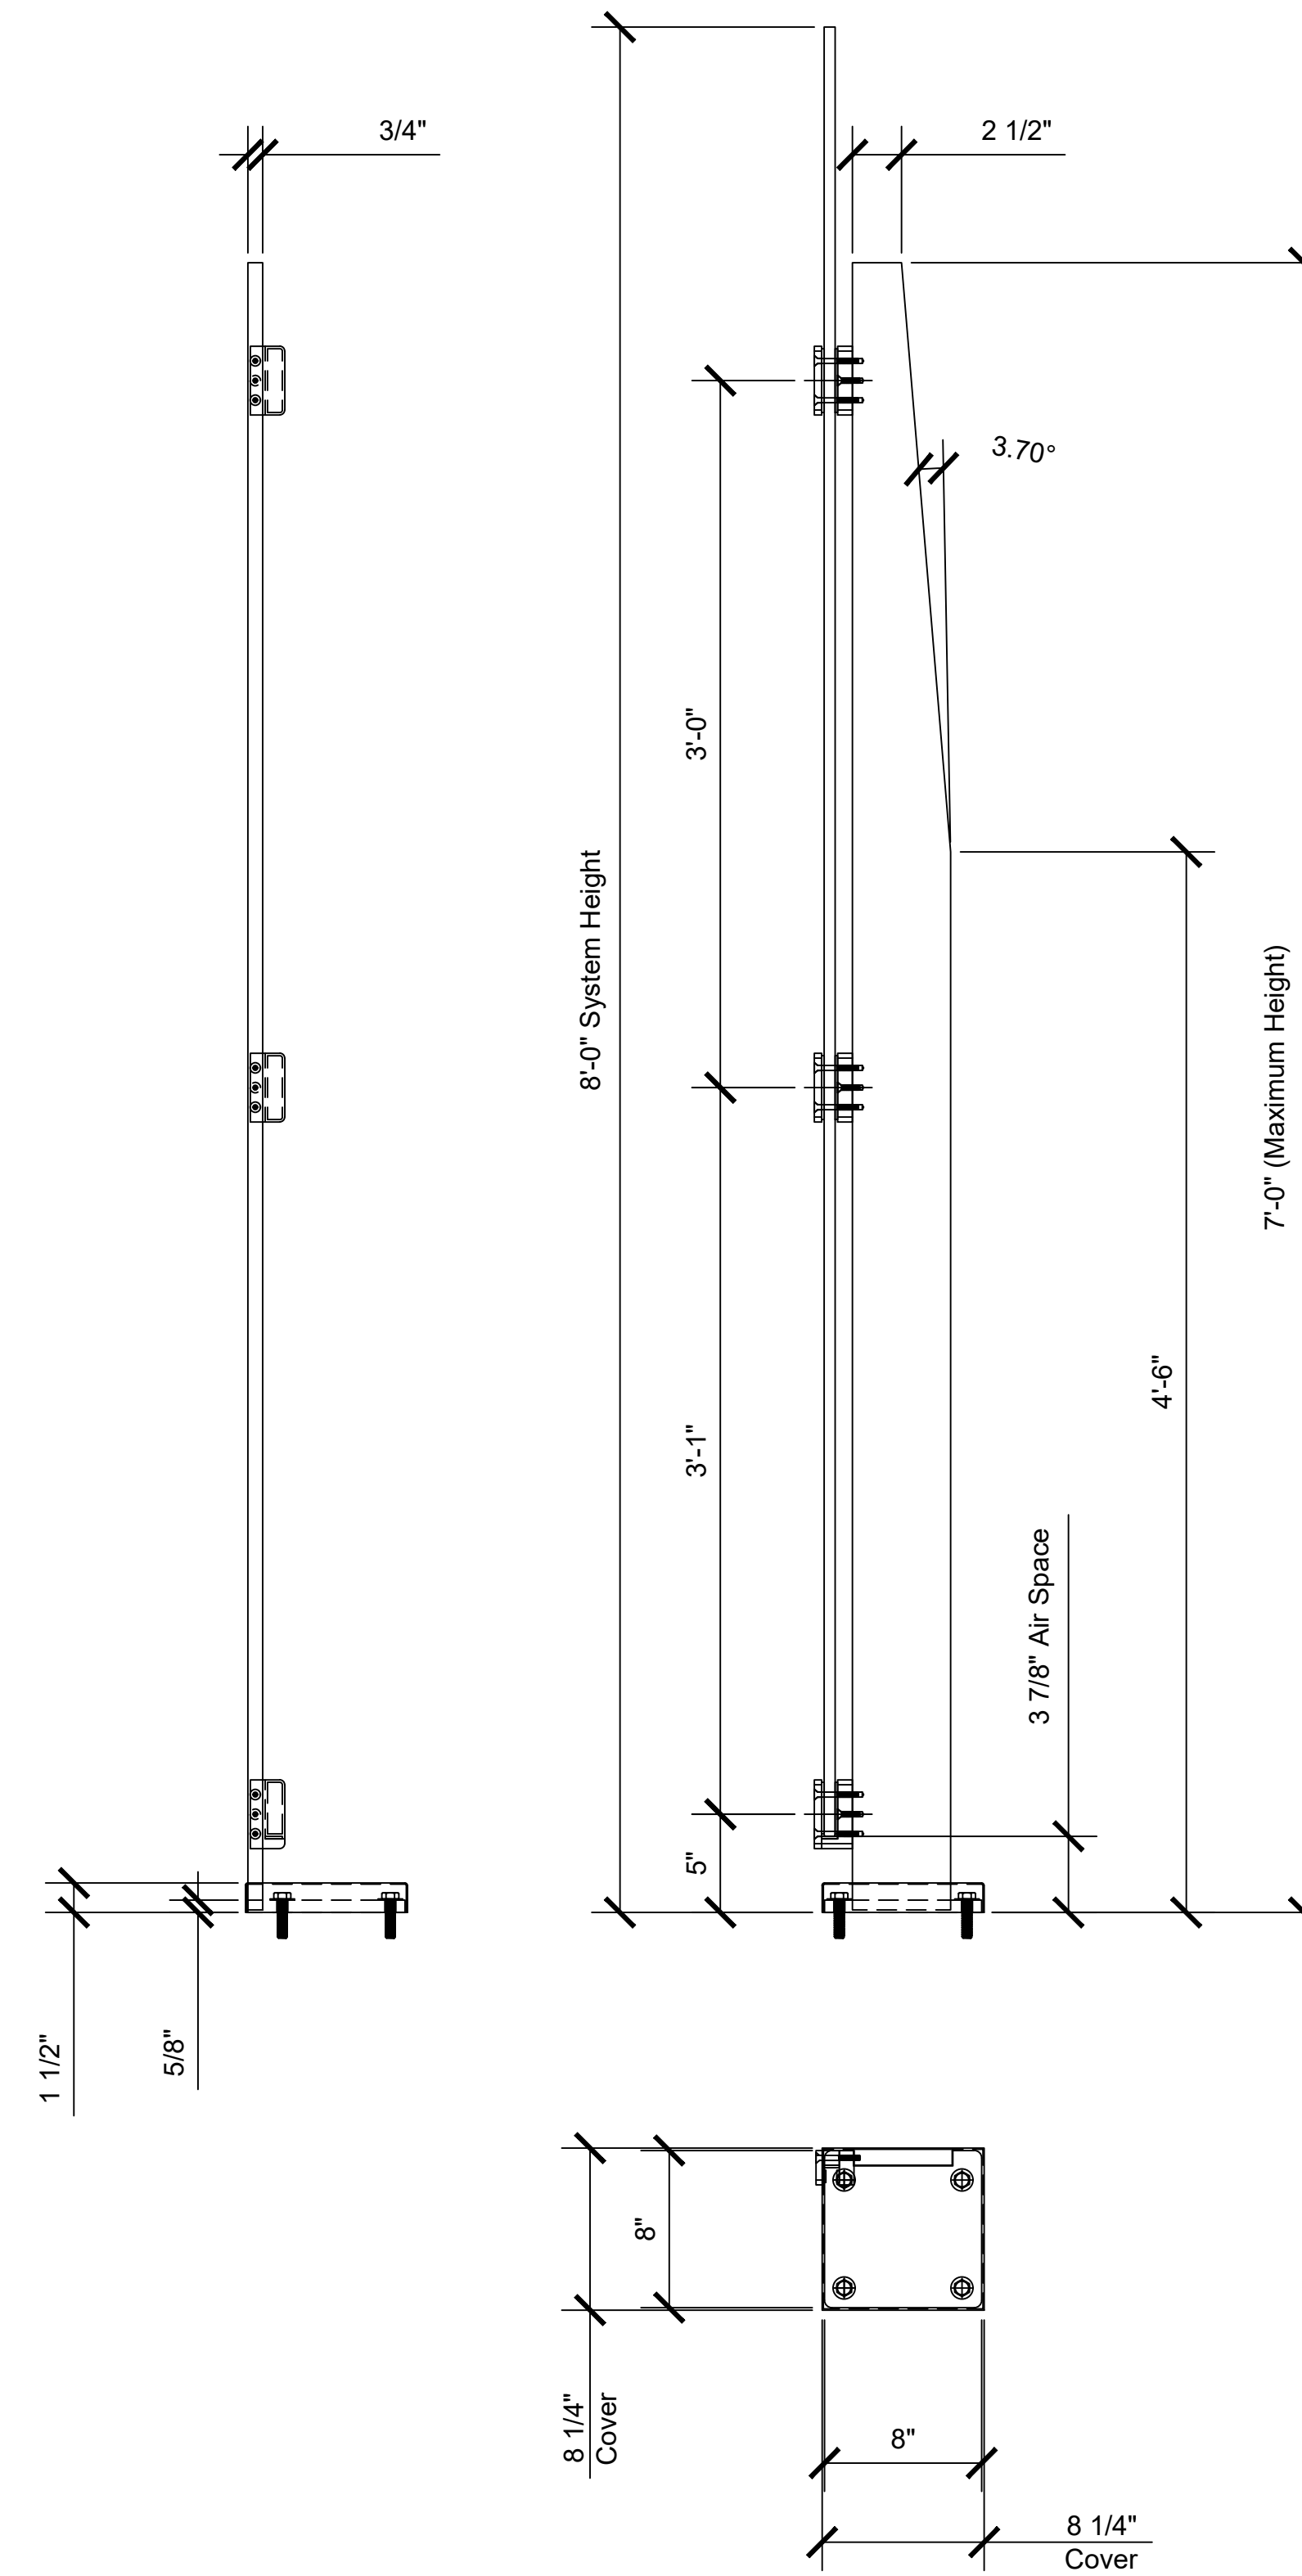 3/4"
2 1/2"
3.70°
3'-0"
8'-0" System Height
7'-0" (Maximum Height)
4'-6"
3'-1"
3 7/8" Air Space
5"
1 1/2"
5/8"
8"
8 1/4"
Cover
8"
8 1/4"
Cover